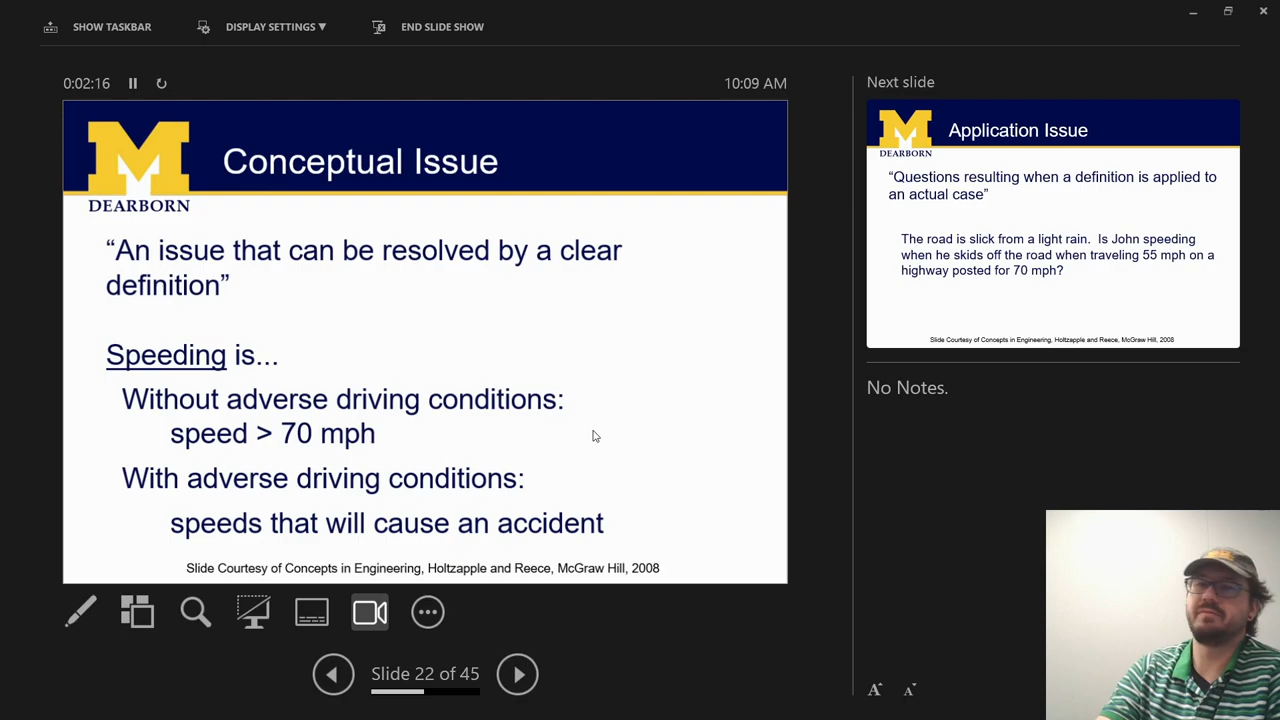 SHOW TASKBAR
DISPLAY SETTINGS ▼
END SLIDE SHOW
0:02:16
10:09 AM
M
DEARBORN
Conceptual Issue
“An issue that can be resolved by a clear
definition”
Speeding is...
Without adverse driving conditions:
speed > 70 mph
With adverse driving conditions:
speeds that will cause an accident
Slide Courtesy of Concepts in Engineering, Holtzapple and Reece, McGraw Hill, 2008
Slide 22 of 45
Next slide
M
DEARBORN
Application Issue
“Questions resulting when a definition is applied to
an actual case”
The road is slick from a light rain. Is John speeding
when he skids off the road when traveling 55 mph on a
highway posted for 70 mph?
Slide Courtesy of Concepts in Engineering, Holtzapple and Reece, McGraw Hill, 2008
No Notes.
A
A